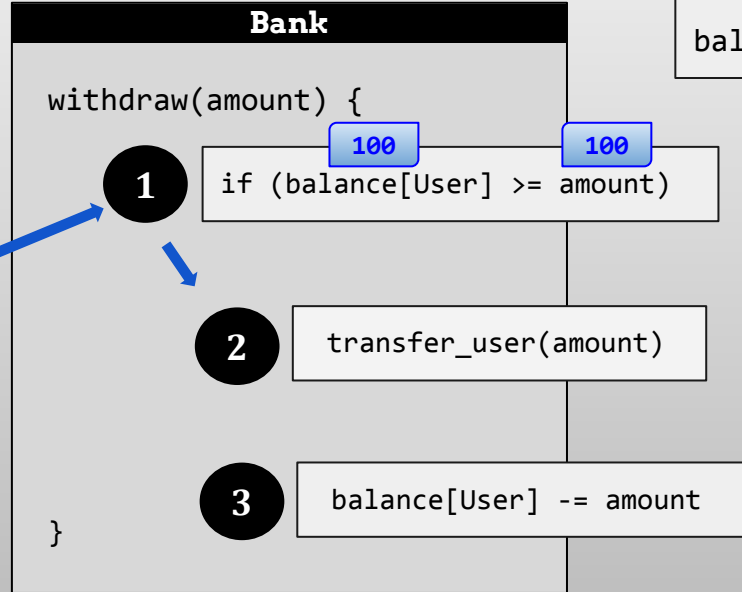 Bank
bal
withdraw(amount) {
100 100
1 if (balance[User] >= amount)
2 transfer_user(amount)
3 balance[User] -= amount
}